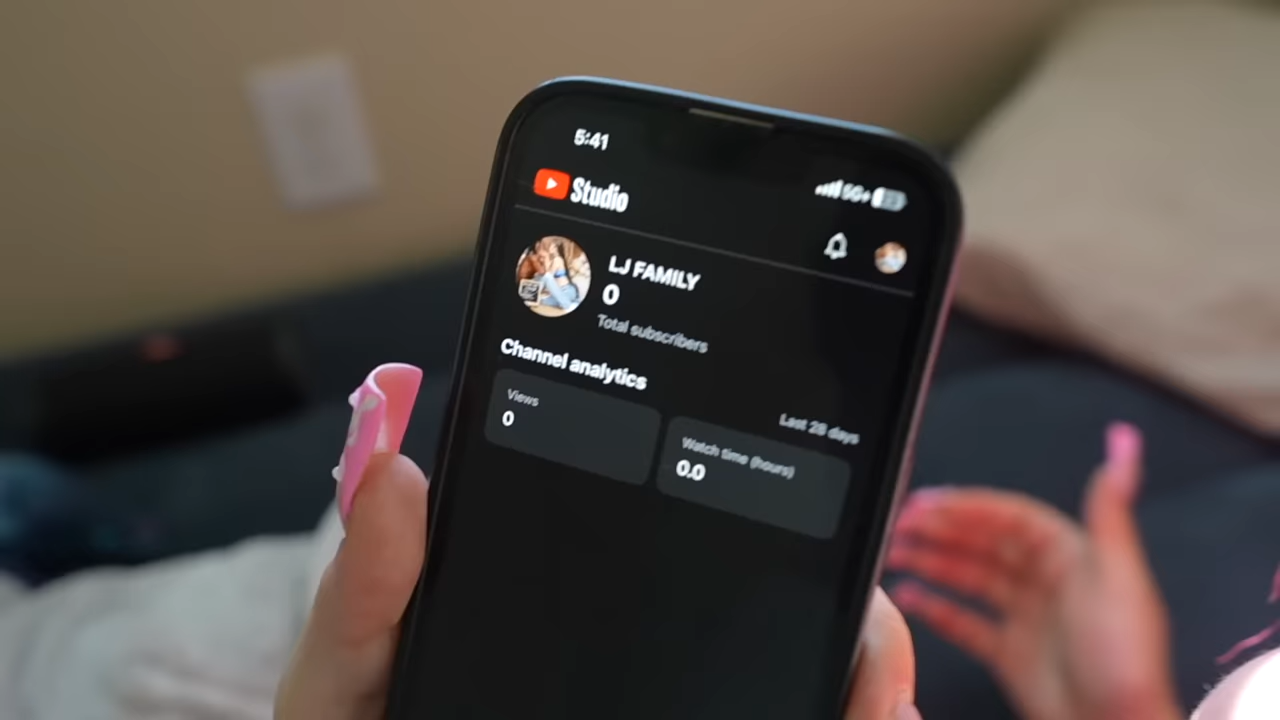 5:41
5G+
Studio
LJ FAMILY
0
Total subscribers
Channel analytics
Last 28 days
Views
0
Watch time (hours)
0.0